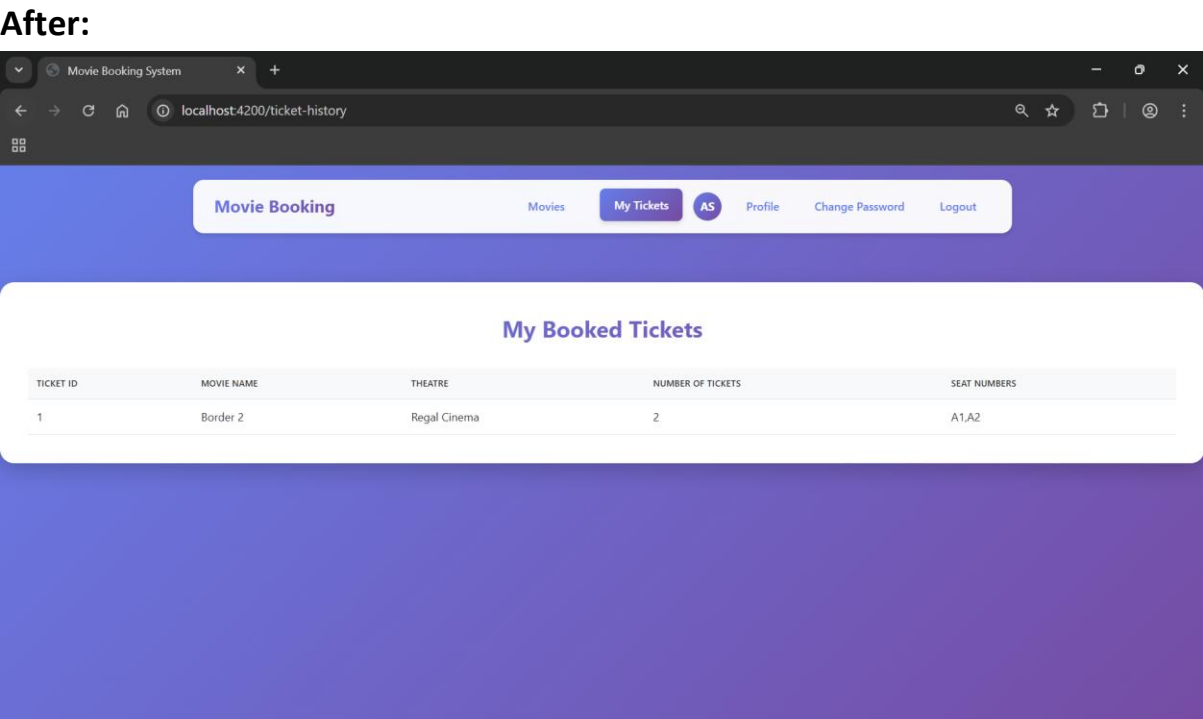 After:
Movie Booking System
localhost:4200/ticket-history
Movie Booking Movies My Tickets AS Profile Change Password Logout
My Booked Tickets
TICKET ID MOVIE NAME THEATRE NUMBER OF TICKETS SEAT NUMBERS
1 Border 2 Regal Cinema 2 A1,A2